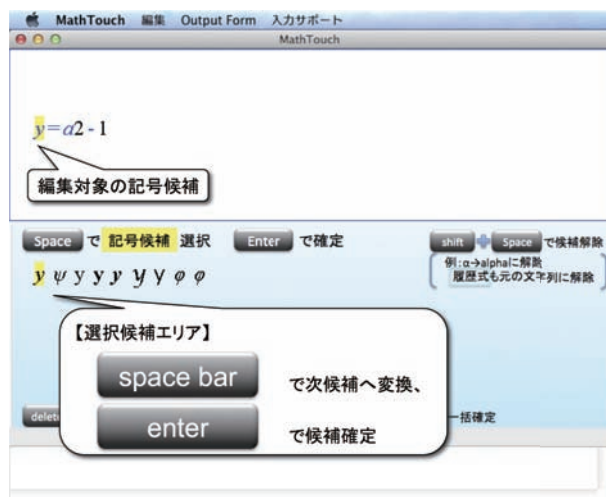 MathTouch 編集 Output Form 入力サポート
MathTouch
y=α2-1
編集対象の記号候補
Space で 記号候補 選択 Enter で確定
shift Space で候補解除
例:α→alphaに解除
履歴式も元の文字列に解除
y ψ y y y y y φ φ
【選択候補エリア】
space bar で次候補へ変換、
enter で候補確定
一括確定